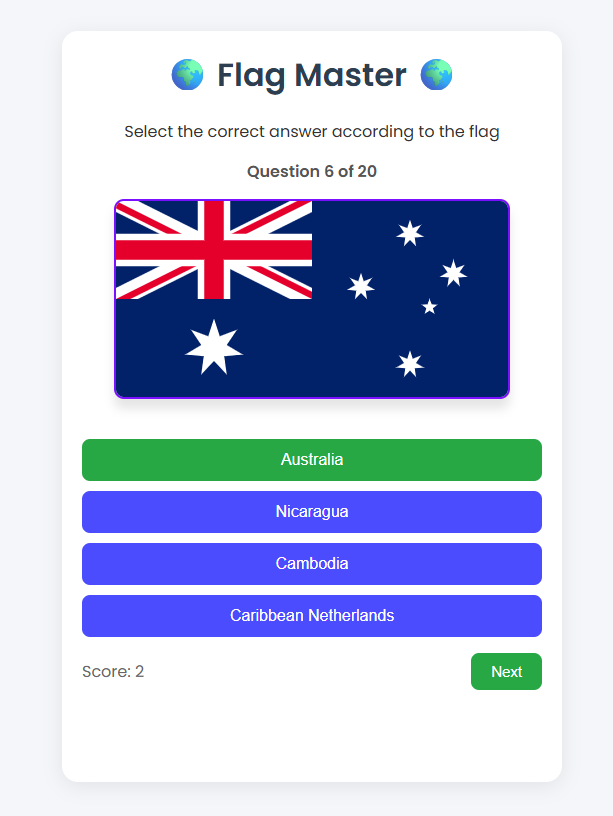 Flag Master
Select the correct answer according to the flag
Question 6 of 20
Australia
Nicaragua
Cambodia
Caribbean Netherlands
Score: 2
Next